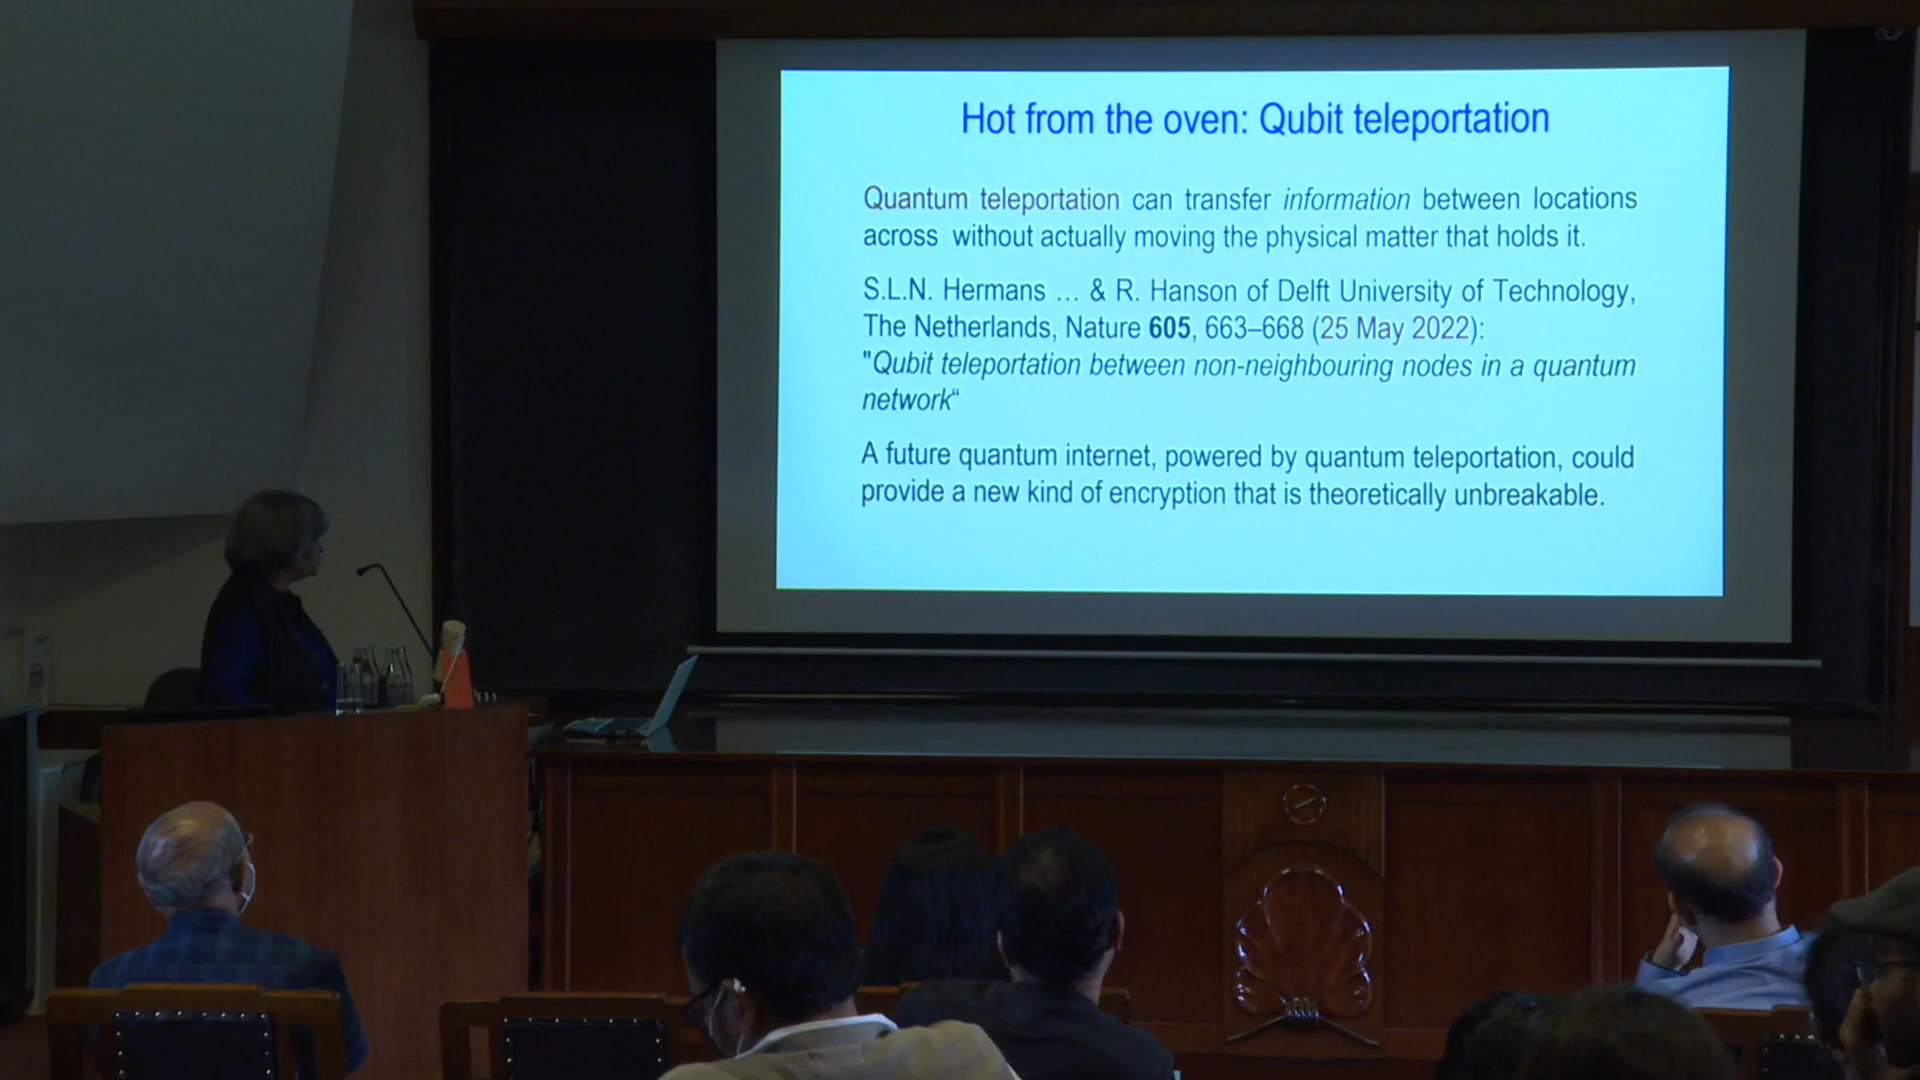 Hot from the oven: Qubit teleportation
Quantum teleportation can transfer information between locations
across without actually moving the physical matter that holds it.
S.L.N. Hermans … & R. Hanson of Delft University of Technology,
The Netherlands, Nature 605, 663–668 (25 May 2022):
"Qubit teleportation between non-neighbouring nodes in a quantum
network“
A future quantum internet, powered by quantum teleportation, could
provide a new kind of encryption that is theoretically unbreakable.